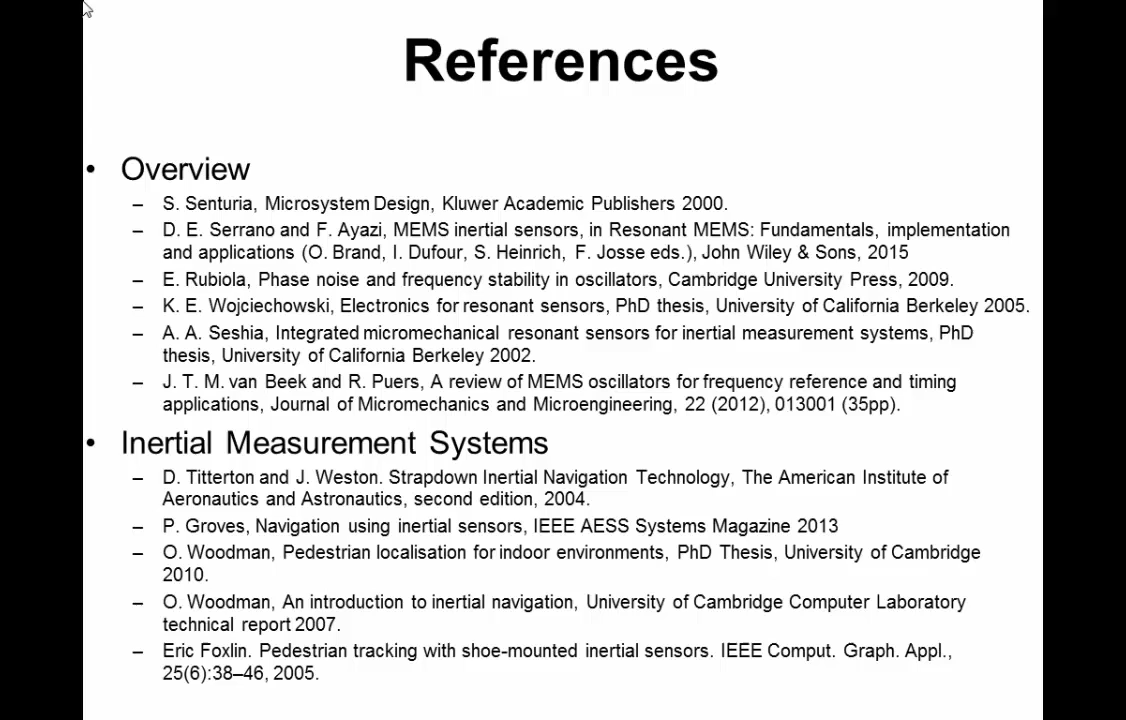 References
• Overview
– S. Senturia, Microsystem Design, Kluwer Academic Publishers 2000.
– D. E. Serrano and F. Ayazi, MEMS inertial sensors, in Resonant MEMS: Fundamentals, implementation
and applications (O. Brand, I. Dufour, S. Heinrich, F. Josse eds.), John Wiley & Sons, 2015
– E. Rubiola, Phase noise and frequency stability in oscillators, Cambridge University Press, 2009.
– K. E. Wojciechowski, Electronics for resonant sensors, PhD thesis, University of California Berkeley 2005.
– A. A. Seshia, Integrated micromechanical resonant sensors for inertial measurement systems, PhD
thesis, University of California Berkeley 2002.
– J. T. M. van Beek and R. Puers, A review of MEMS oscillators for frequency reference and timing
applications, Journal of Micromechanics and Microengineering, 22 (2012), 013001 (35pp).
• Inertial Measurement Systems
– D. Titterton and J. Weston. Strapdown Inertial Navigation Technology, The American Institute of
Aeronautics and Astronautics, second edition, 2004.
– P. Groves, Navigation using inertial sensors, IEEE AESS Systems Magazine 2013
– O. Woodman, Pedestrian localisation for indoor environments, PhD Thesis, University of Cambridge
2010.
– O. Woodman, An introduction to inertial navigation, University of Cambridge Computer Laboratory
technical report 2007.
– Eric Foxlin. Pedestrian tracking with shoe-mounted inertial sensors. IEEE Comput. Graph. Appl.,
25(6):38–46, 2005.